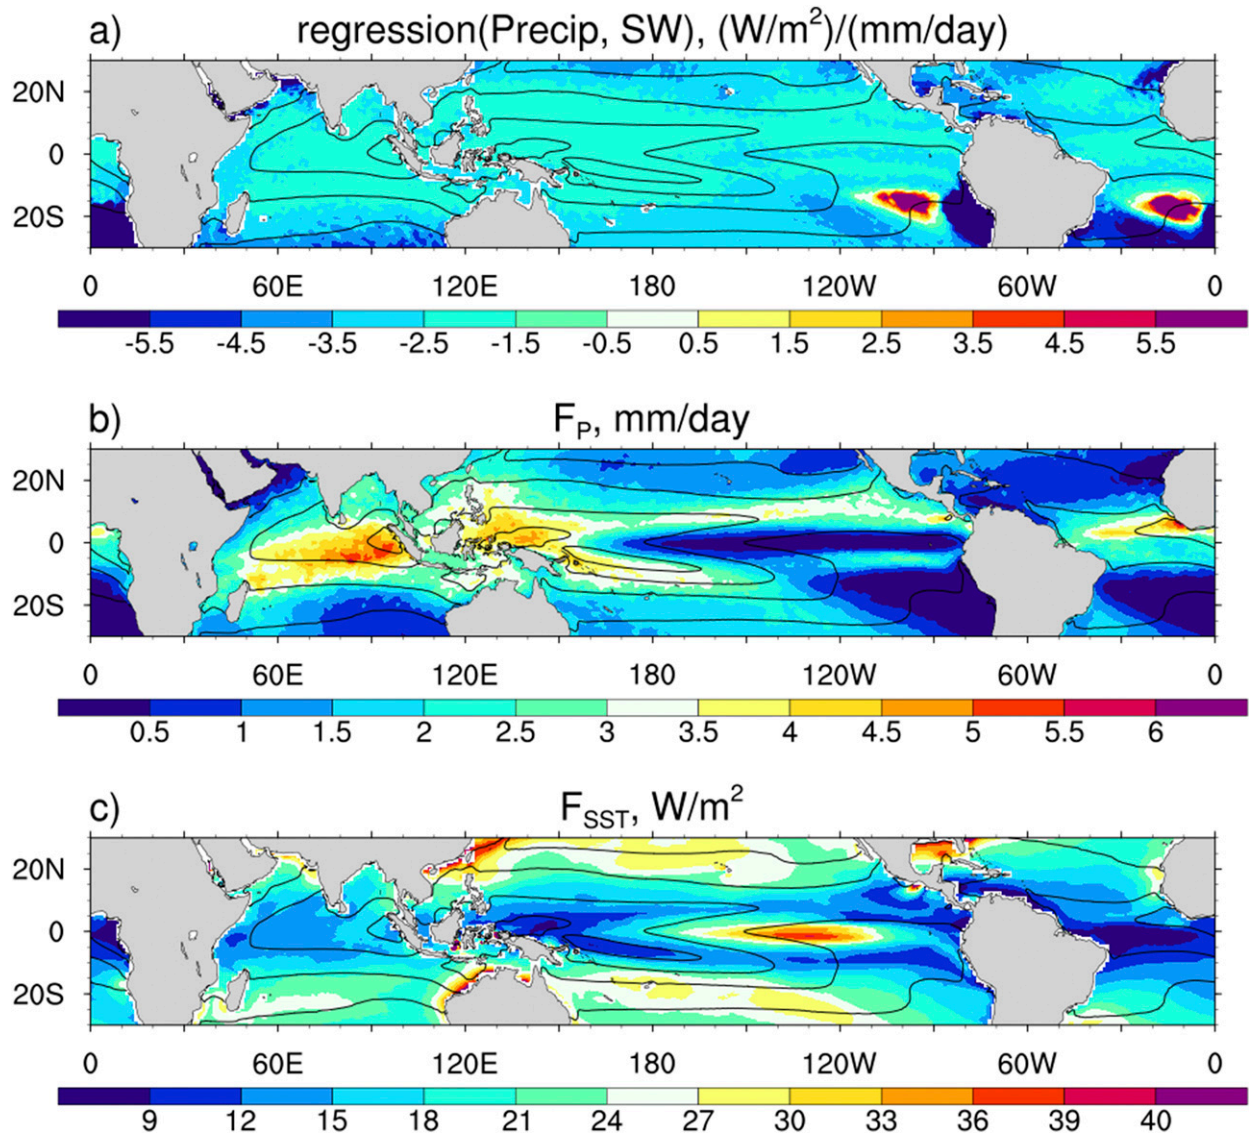 a) regression(Precip, SW), (W/m²)/(mm/day)
20N
0
20S
0 60E 120E 180 120W 60W 0
-5.5 -4.5 -3.5 -2.5 -1.5 -0.5 0.5 1.5 2.5 3.5 4.5 5.5
b) F_P, mm/day
20N
0
20S
0 60E 120E 180 120W 60W 0
0.5 1 1.5 2 2.5 3 3.5 4 4.5 5 5.5 6
c) F_SST, W/m²
20N
0
20S
0 60E 120E 180 120W 60W 0
9 12 15 18 21 24 27 30 33 36 39 40